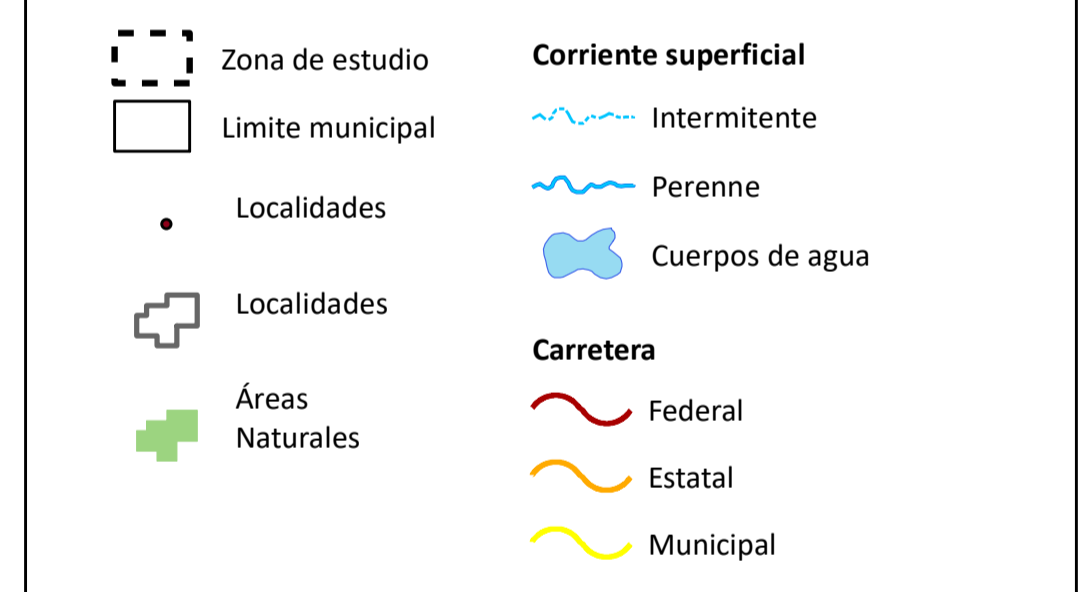 Zona de estudio
Limite municipal
Localidades
Localidades
Áreas
Naturales
Corriente superficial
Intermitente
Perenne
Cuerpos de agua
Carretera
Federal
Estatal
Municipal